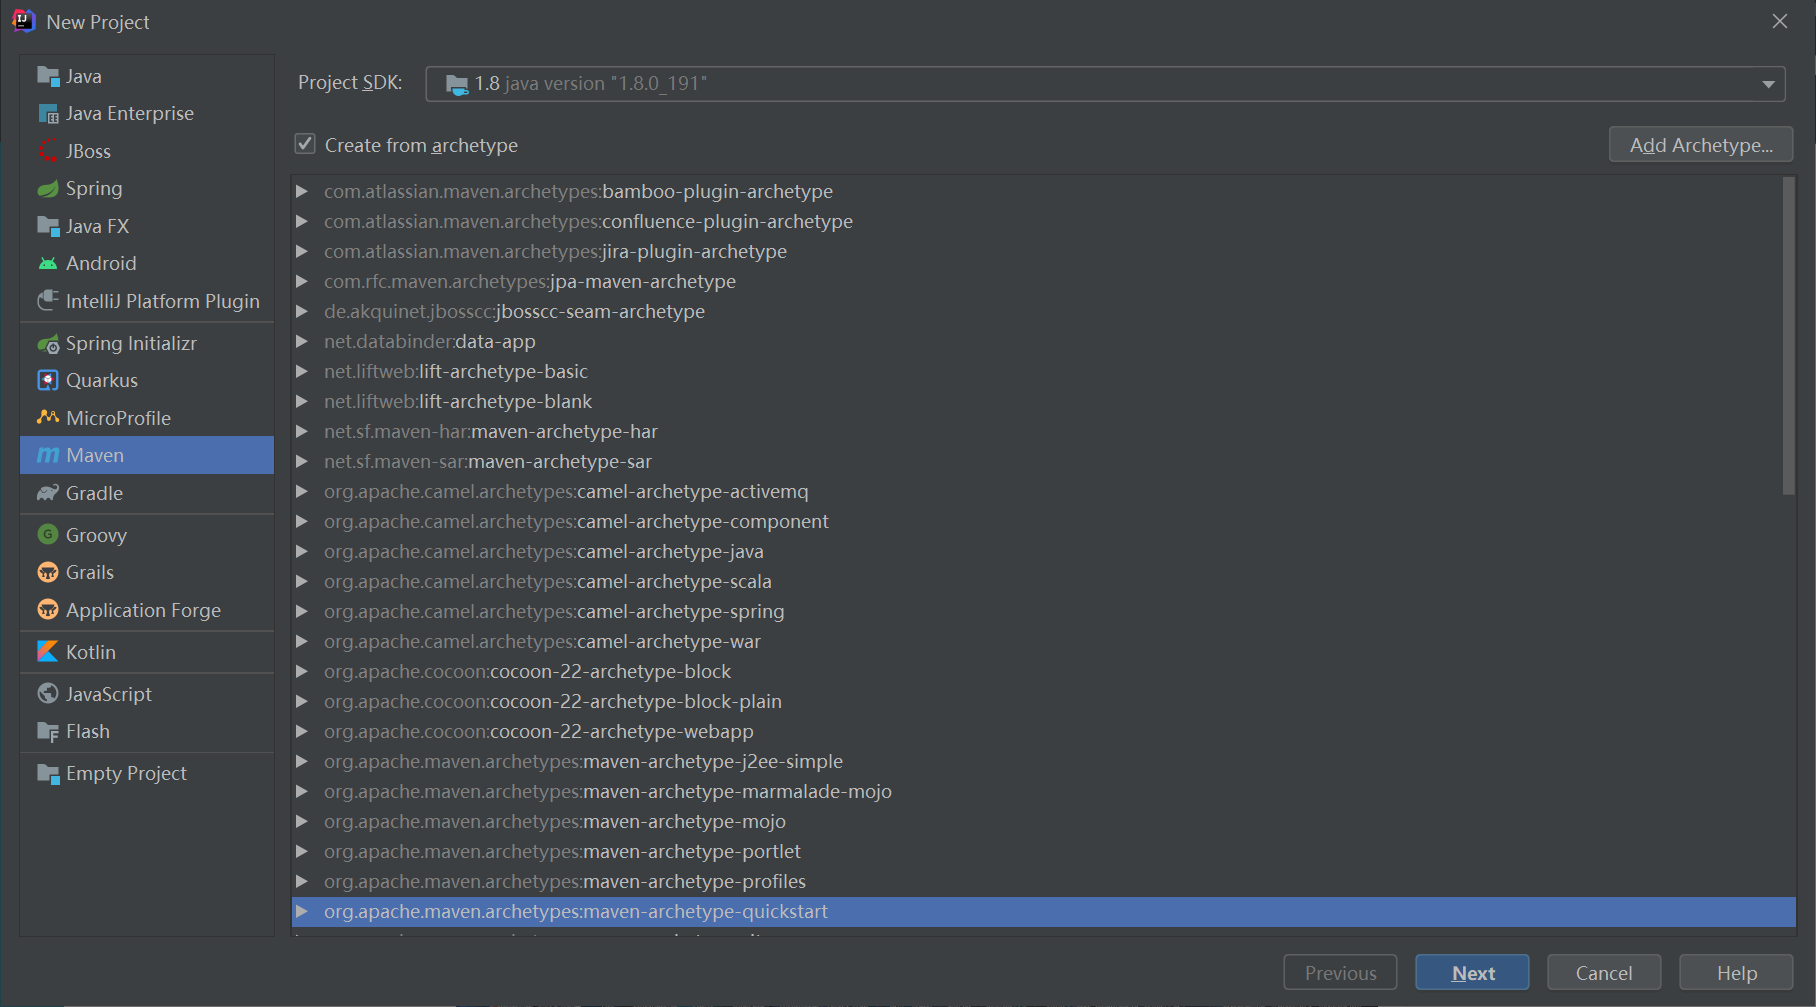 New Project
Java
Java Enterprise
JBoss
Spring
Java FX
Android
IntelliJ Platform Plugin
Spring Initializr
Quarkus
MicroProfile
Maven
Gradle
Groovy
Grails
Application Forge
Kotlin
JavaScript
Flash
Empty Project
Project SDK: 1.8 java version "1.8.0_191"
Create from archetype
Add Archetype...
com.atlassian.maven.archetypes:bamboo-plugin-archetype
com.atlassian.maven.archetypes:confluence-plugin-archetype
com.atlassian.maven.archetypes:jira-plugin-archetype
com.rfc.maven.archetypes:jpa-maven-archetype
de.akquinet.jbosscc:jbosscc-seam-archetype
net.databinder:data-app
net.liftweb:lift-archetype-basic
net.liftweb:lift-archetype-blank
net.sf.maven-har:maven-archetype-har
net.sf.maven-sar:maven-archetype-sar
org.apache.camel.archetypes:camel-archetype-activemq
org.apache.camel.archetypes:camel-archetype-component
org.apache.camel.archetypes:camel-archetype-java
org.apache.camel.archetypes:camel-archetype-scala
org.apache.camel.archetypes:camel-archetype-spring
org.apache.camel.archetypes:camel-archetype-war
org.apache.cocoon:cocoon-22-archetype-block
org.apache.cocoon:cocoon-22-archetype-block-plain
org.apache.cocoon:cocoon-22-archetype-webapp
org.apache.maven.archetypes:maven-archetype-j2ee-simple
org.apache.maven.archetypes:maven-archetype-marmalade-mojo
org.apache.maven.archetypes:maven-archetype-mojo
org.apache.maven.archetypes:maven-archetype-portlet
org.apache.maven.archetypes:maven-archetype-profiles
org.apache.maven.archetypes:maven-archetype-quickstart
Previous
Next
Cancel
Help